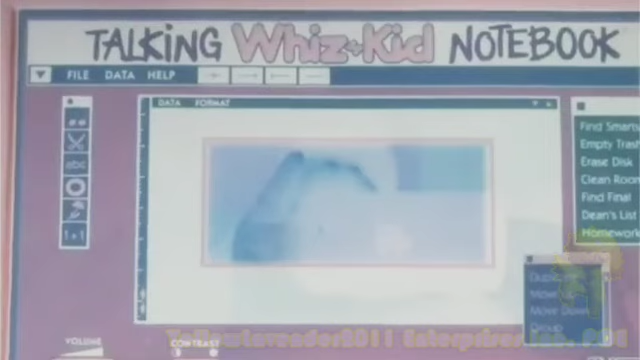 TALKING Whiz-Kid NOTEBOOK
FILE DATA HELP
DATA FORMAT
abc
1+1
Find Smarts
Empty Trash
Erase Disk
Clean Room
Find Final
Dean's List
Homework
Move Up
Move Down
Group
VOLUME
CONTRAST